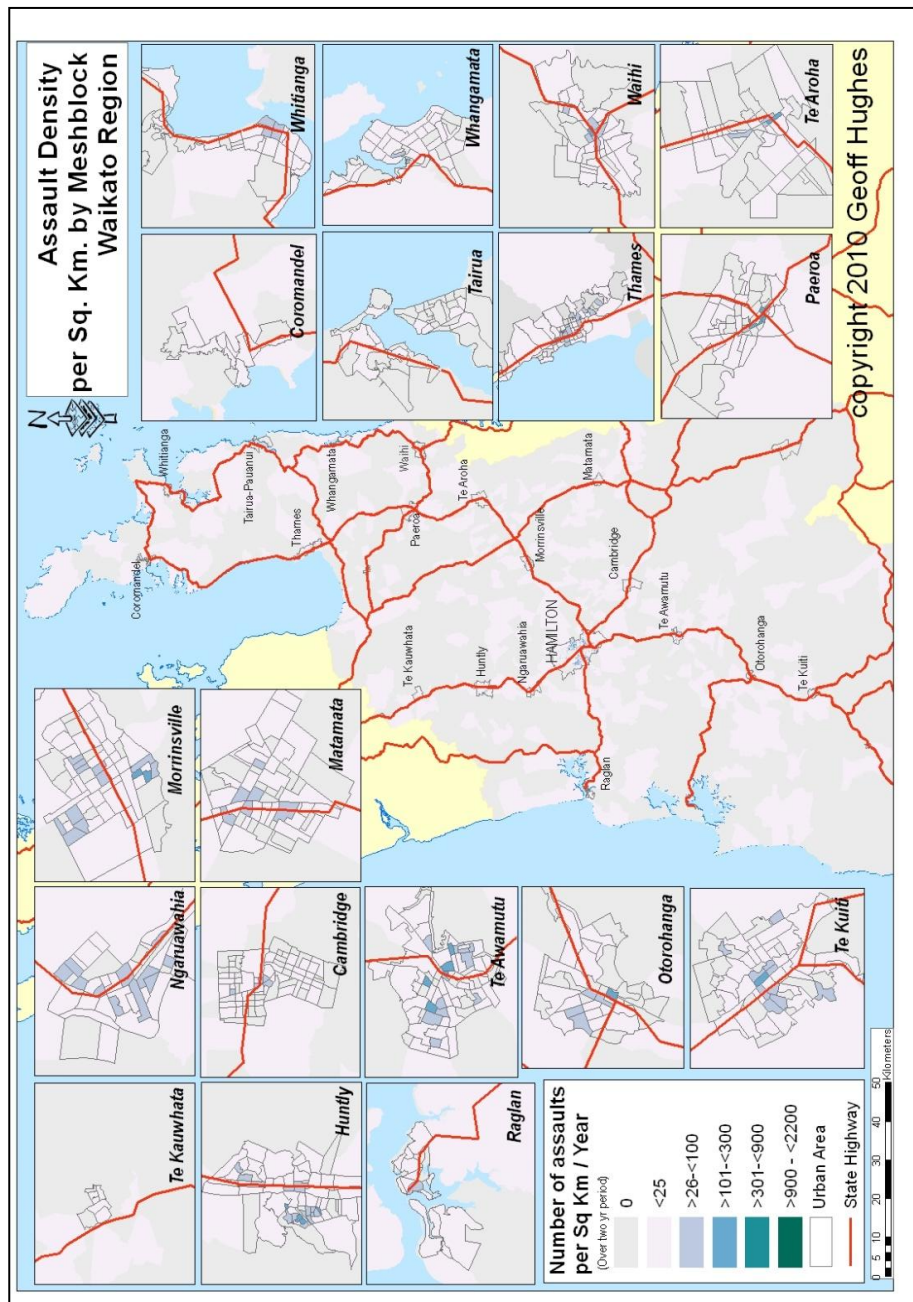 Assault Density
per Sq. Km. by Meshblock
Waikato Region
N
Te Kauwhata
Nganuawahia
Morrinsville
Huntly
Cambridge
Matamata
Raglan
Te Awamutu
Otorohanga
Te Kuiti
Coromandel
Whitianga
Tairua
Whangamata
Thames
Waihi
Paeroa
Te Aroha
Coromandel
Whitianga
Tairua-Pauanui
Thames
Whangamata
Waihi
Paeroa
Te Aroha
Te Kauwhata
Huntly
Ngaruawahia
Morrinsville
Matamata
HAMILTON
Cambridge
Raglan
Te Awamutu
Otorohanga
Te Kuiti
Number of assaults
per Sq Km / Year
(Over two yr period)
0
<25
>26-<100
>101-<300
>301-<900
>900 - <2200
Urban Area
State Highway
0 5 10 20 30 40 50
Kilometers
copyright 2010 Geoff Hughes